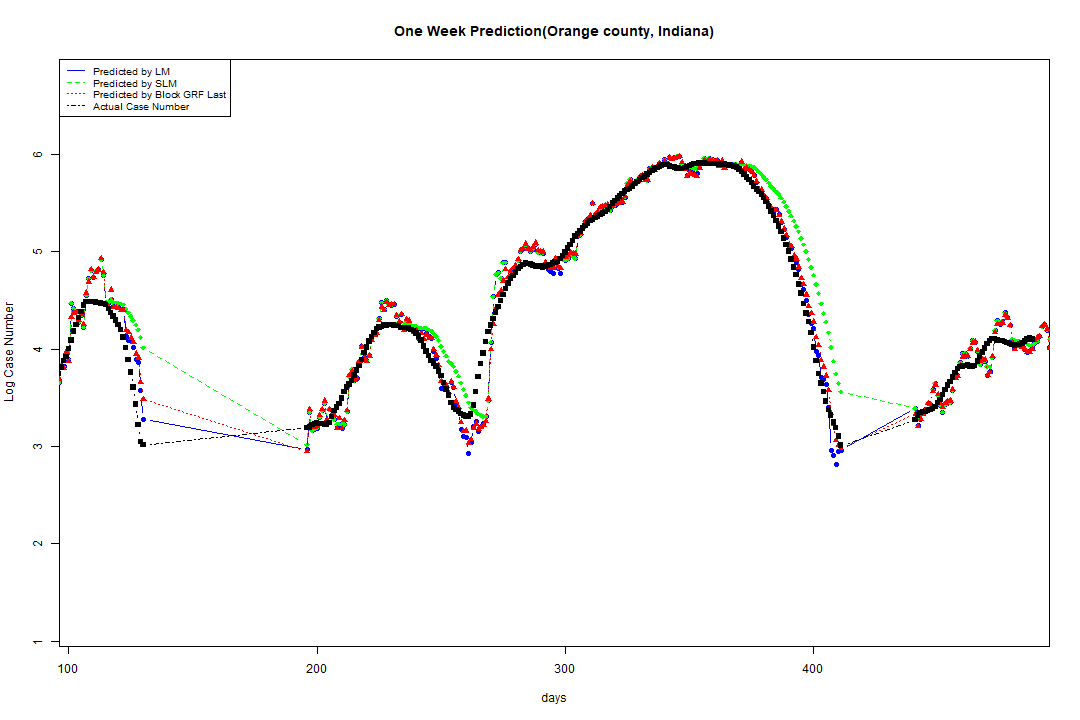 One Week Prediction(Orange county, Indiana)
Predicted by LM
Predicted by SLM
Predicted by Block GRF Last
Actual Case Number
Log Case Number
6
5
4
3
2
1
100 200 300 400
days